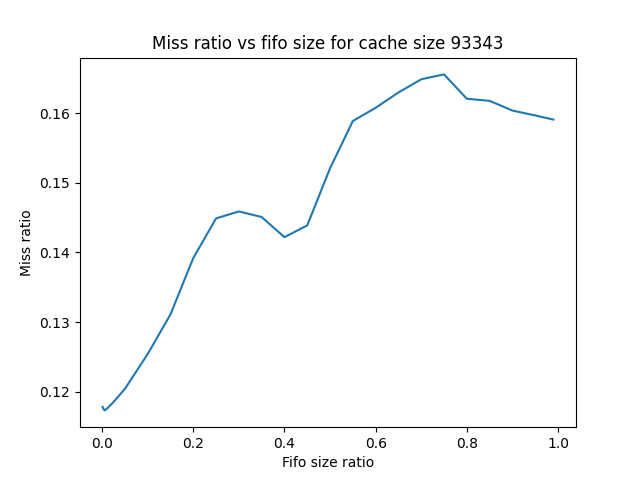 Miss ratio vs fifo size for cache size 93343
0.16
0.15
0.14
0.13
0.12
Miss ratio
0.0 0.2 0.4 0.6 0.8 1.0
Fifo size ratio